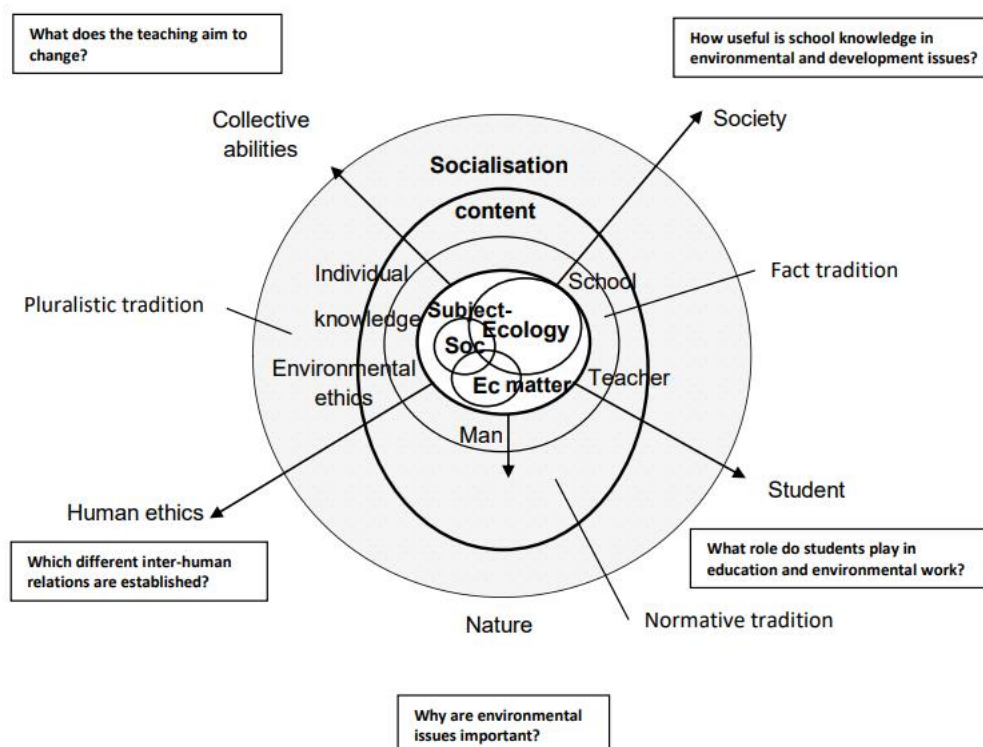 What does the teaching aim to
change?
How useful is school knowledge in
environmental and development issues?
Collective
abilities
Society
Socialisation
content
Individual
School
Fact tradition
Pluralistic tradition
knowledge
Subject-
Ecology
Soc
Environmental
ethics
Ec matter
Teacher
Man
Student
Human ethics
Which different inter-human
relations are established?
What role do students play in
education and environmental work?
Nature
Normative tradition
Why are environmental
issues important?